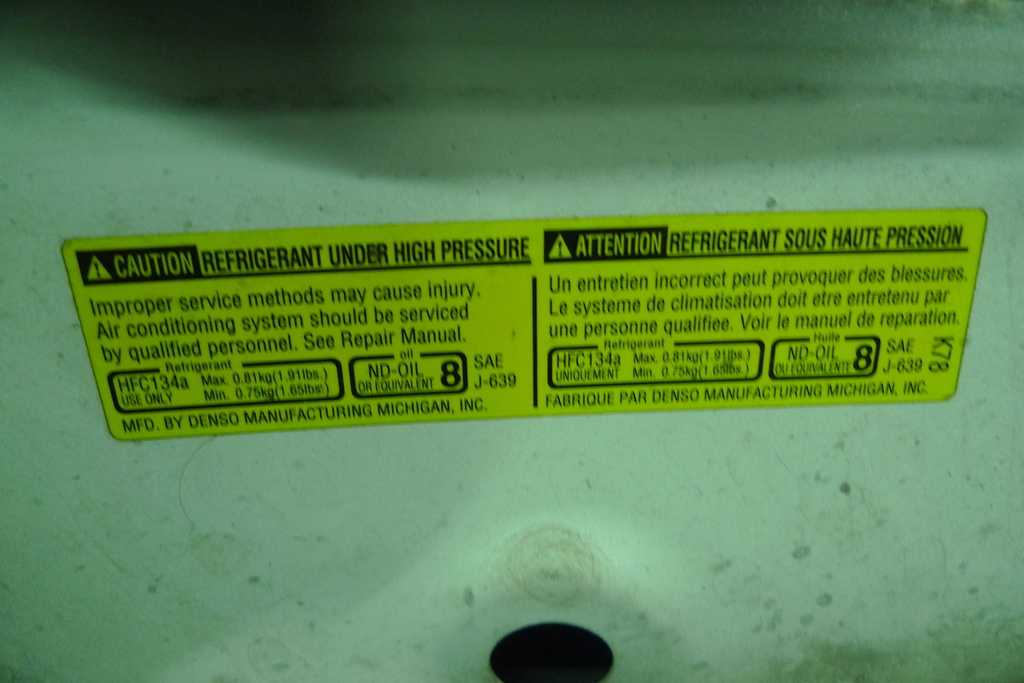 CAUTION REFRIGERANT UNDER HIGH PRESSURE
Improper service methods may cause injury.
Air conditioning system should be serviced
by qualified personnel. See Repair Manual.
Refrigerant
HFC134a Max. 0.81kg(1.91lbs.)
USE ONLY Min. 0.75kg(1.65lbs.)
oil
ND-OIL 8
OR EQUIVALENT
SAE
J-639
MFD. BY DENSO MANUFACTURING MICHIGAN, INC.
ATTENTION REFRIGERANT SOUS HAUTE PRESSION
Un entretien incorrect peut provoquer des blessures.
Le systeme de climatisation doit etre entretenu par
une personne qualifiee. Voir le manuel de reparation.
Refrigerant
HFC134a Max. 0.81kg(1.91lbs.)
UNIQUEMENT Min. 0.75kg(1.65lbs.)
Huile
ND-OIL 8
OU EQUIVALENTE
SAE
J-639
K78
FABRIQUE PAR DENSO MANUFACTURING MICHIGAN, INC.